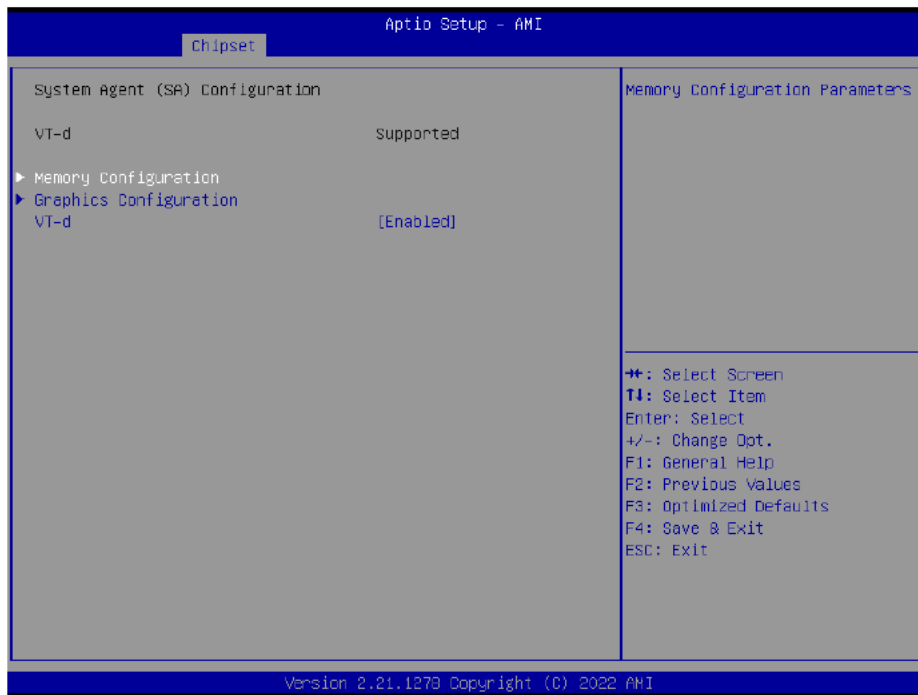 Aptio Setup - AMI
Chipset
System Agent (SA) Configuration
VT-d Supported
Memory Configuration
Graphics Configuration
VT-d [Enabled]
Memory Configuration Parameters
→←: Select Screen
↑↓: Select Item
Enter: Select
+/-: Change Opt.
F1: General Help
F2: Previous Values
F3: Optimized Defaults
F4: Save & Exit
ESC: Exit
Version 2.21.1278 Copyright (C) 2022 AMI